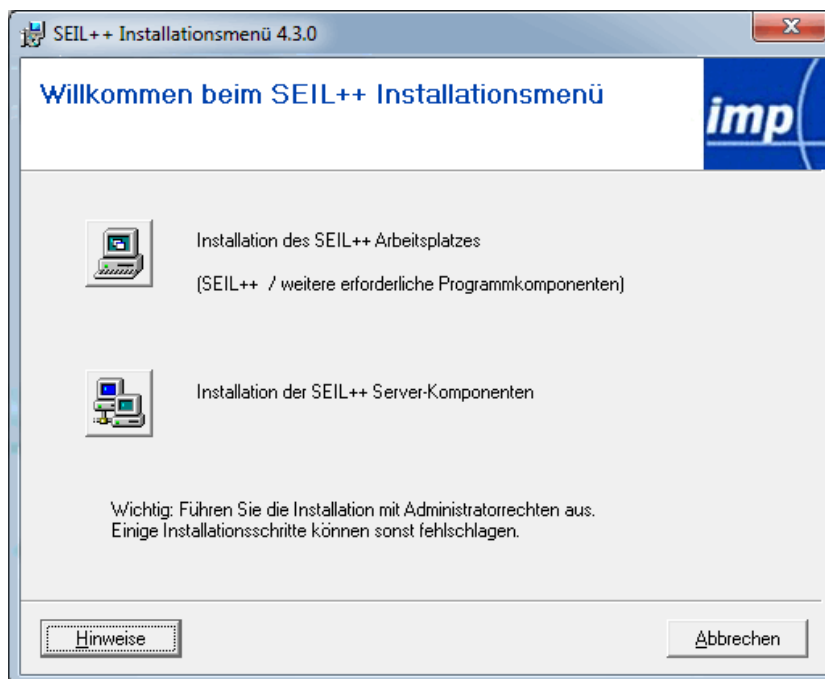 SEIL++ Installationsmenü 4.3.0
Willkommen beim SEIL++ Installationsmenü
imp
Installation des SEIL++ Arbeitsplatzes
(SEIL++ / weitere erforderliche Programmkomponenten)
Installation der SEIL++ Server-Komponenten
Wichtig: Führen Sie die Installation mit Administratorrechten aus.
Einige Installationsschritte können sonst fehlschlagen.
Hinweise
Abbrechen